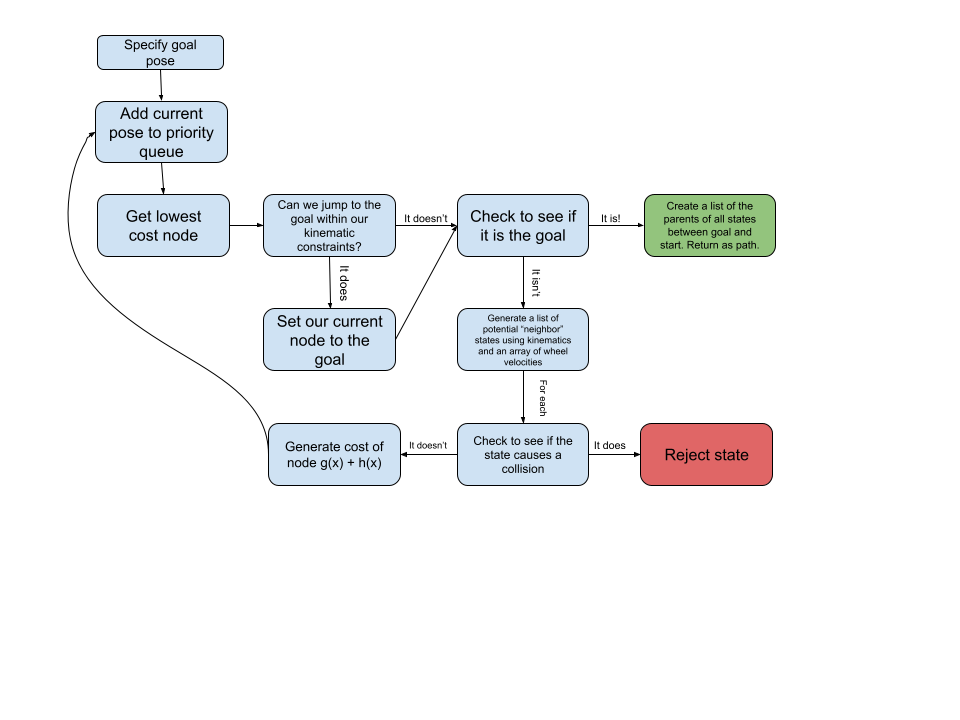 Specify goal
pose
Add current
pose to priority
queue
Get lowest
cost node
Can we jump to the
goal within our
kinematic
constraints?
It doesn't
Check to see if
it is the goal
It is!
Create a list of the
parents of all states
between goal and
start. Return as path.
It does
It isn't
Set our current
node to the
goal
Generate a list of
potential “neighbor”
states using kinematics
and an array of wheel
velocities
For each
Generate cost of
node g(x) + h(x)
It doesn't
Check to see if the
state causes a
collision
It does
Reject state